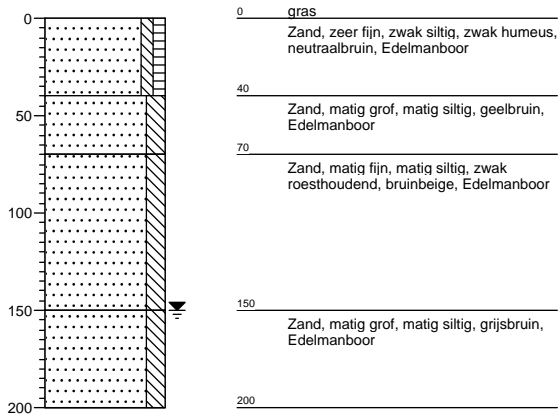 0
50
100
150
200
0
gras
Zand, zeer fijn, zwak siltig, zwak humeus,
neutraalbruin, Edelmanboor
40
Zand, matig grof, matig siltig, geelbruin,
Edelmanboor
70
Zand, matig fijn, matig siltig, zwak
roesthoudend, bruinbeige, Edelmanboor
150
Zand, matig grof, matig siltig, grijsbruin,
Edelmanboor
200